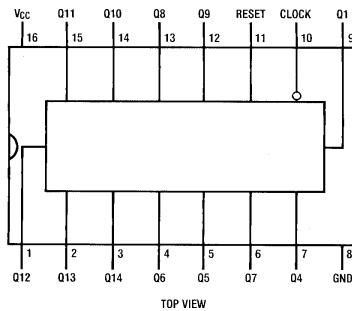 VCC Q11 Q10 Q8 Q9 RESET CLOCK Q1
16 15 14 13 12 11 10 9
1 2 3 4 5 6 7 8
Q12 Q13 Q14 Q6 Q5 Q7 Q4 GND
TOP VIEW